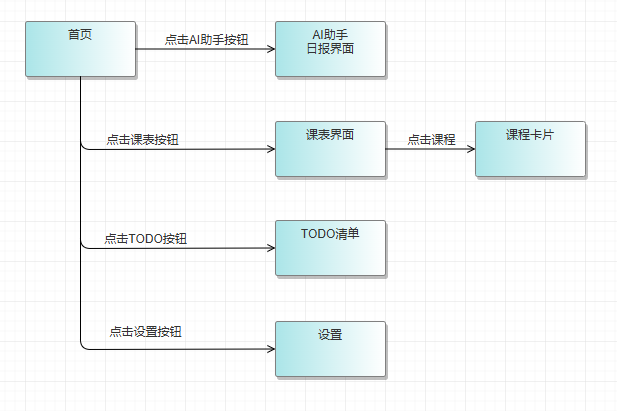 首页
点击AI助手按钮
AI助手
日报界面
点击课表按钮
课表界面
点击课程
课程卡片
点击TODO按钮
TODO清单
点击设置按钮
设置